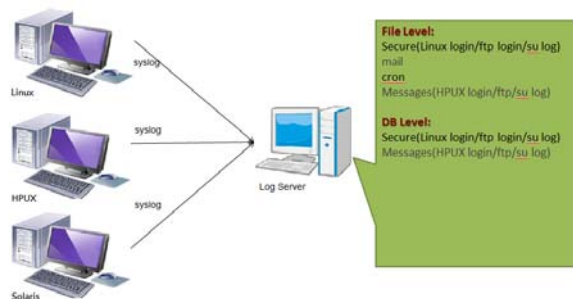 Linux
syslog
HPUX
syslog
Solaris
syslog
Log Server
File Level:
Secure(Linux login/ftp login/su log)
mail
cron
Messages(HPUX login/ftp/su log)
DB Level:
Secure(Linux login/ftp login/su log)
Messages(HPUX login/ftp/su log)